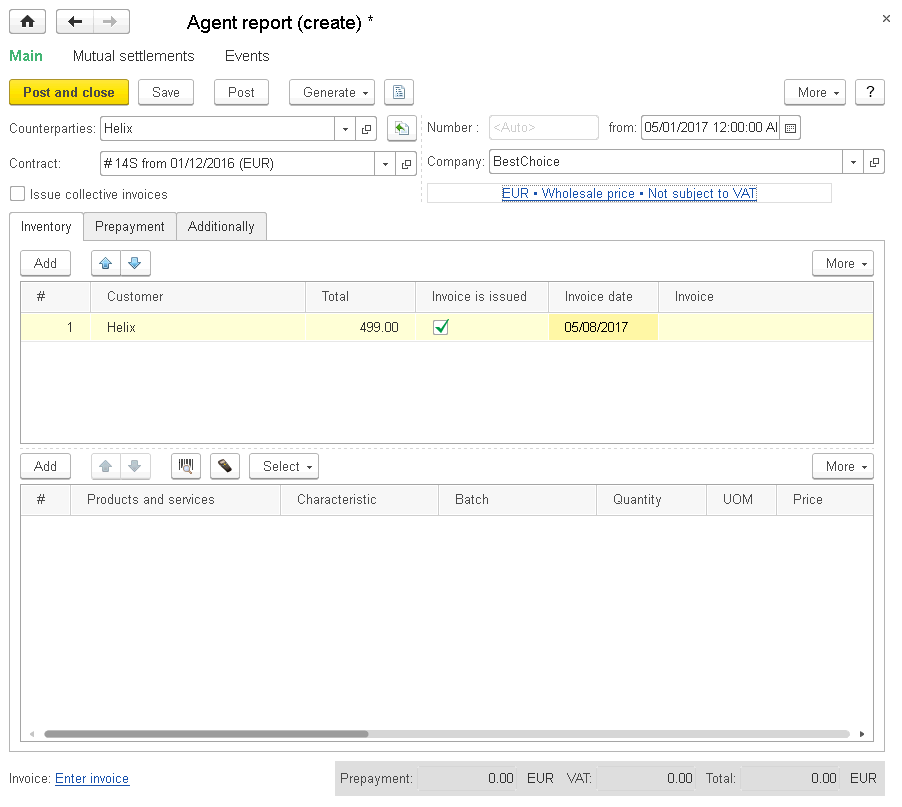 Agent report (create) *
Main Mutual settlements Events
Post and close Save Post Generate More ?
Counterparties: Helix Number : <Auto> from: 05/01/2017 12:00:00 AI
Contract: # 14S from 01/12/2016 (EUR) Company: BestChoice
Issue collective invoices EUR • Wholesale price • Not subject to VAT
Inventory Prepayment Additionally
Add More
# Customer Total Invoice is issued Invoice date Invoice
1 Helix 499.00 05/08/2017
Add Select More
# Products and services Characteristic Batch Quantity UOM Price
Invoice: Enter invoice Prepayment: 0.00 EUR VAT: 0.00 Total: 0.00 EUR